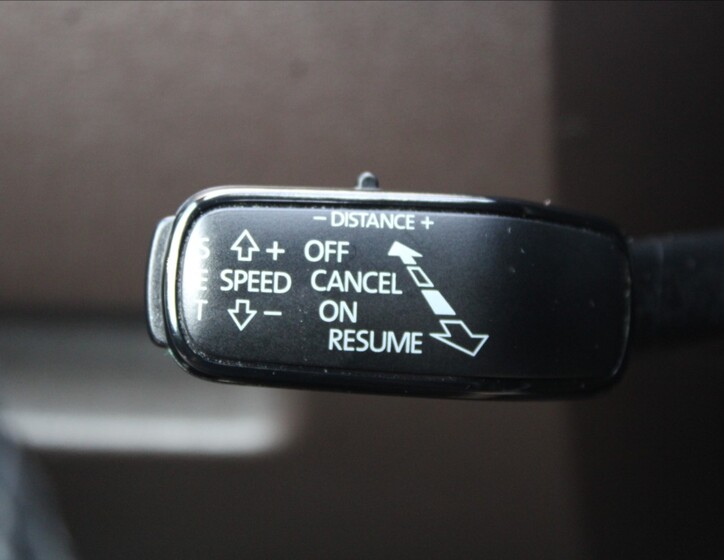 - DISTANCE +
S + OFF
E SPEED CANCEL
T - ON
RESUME